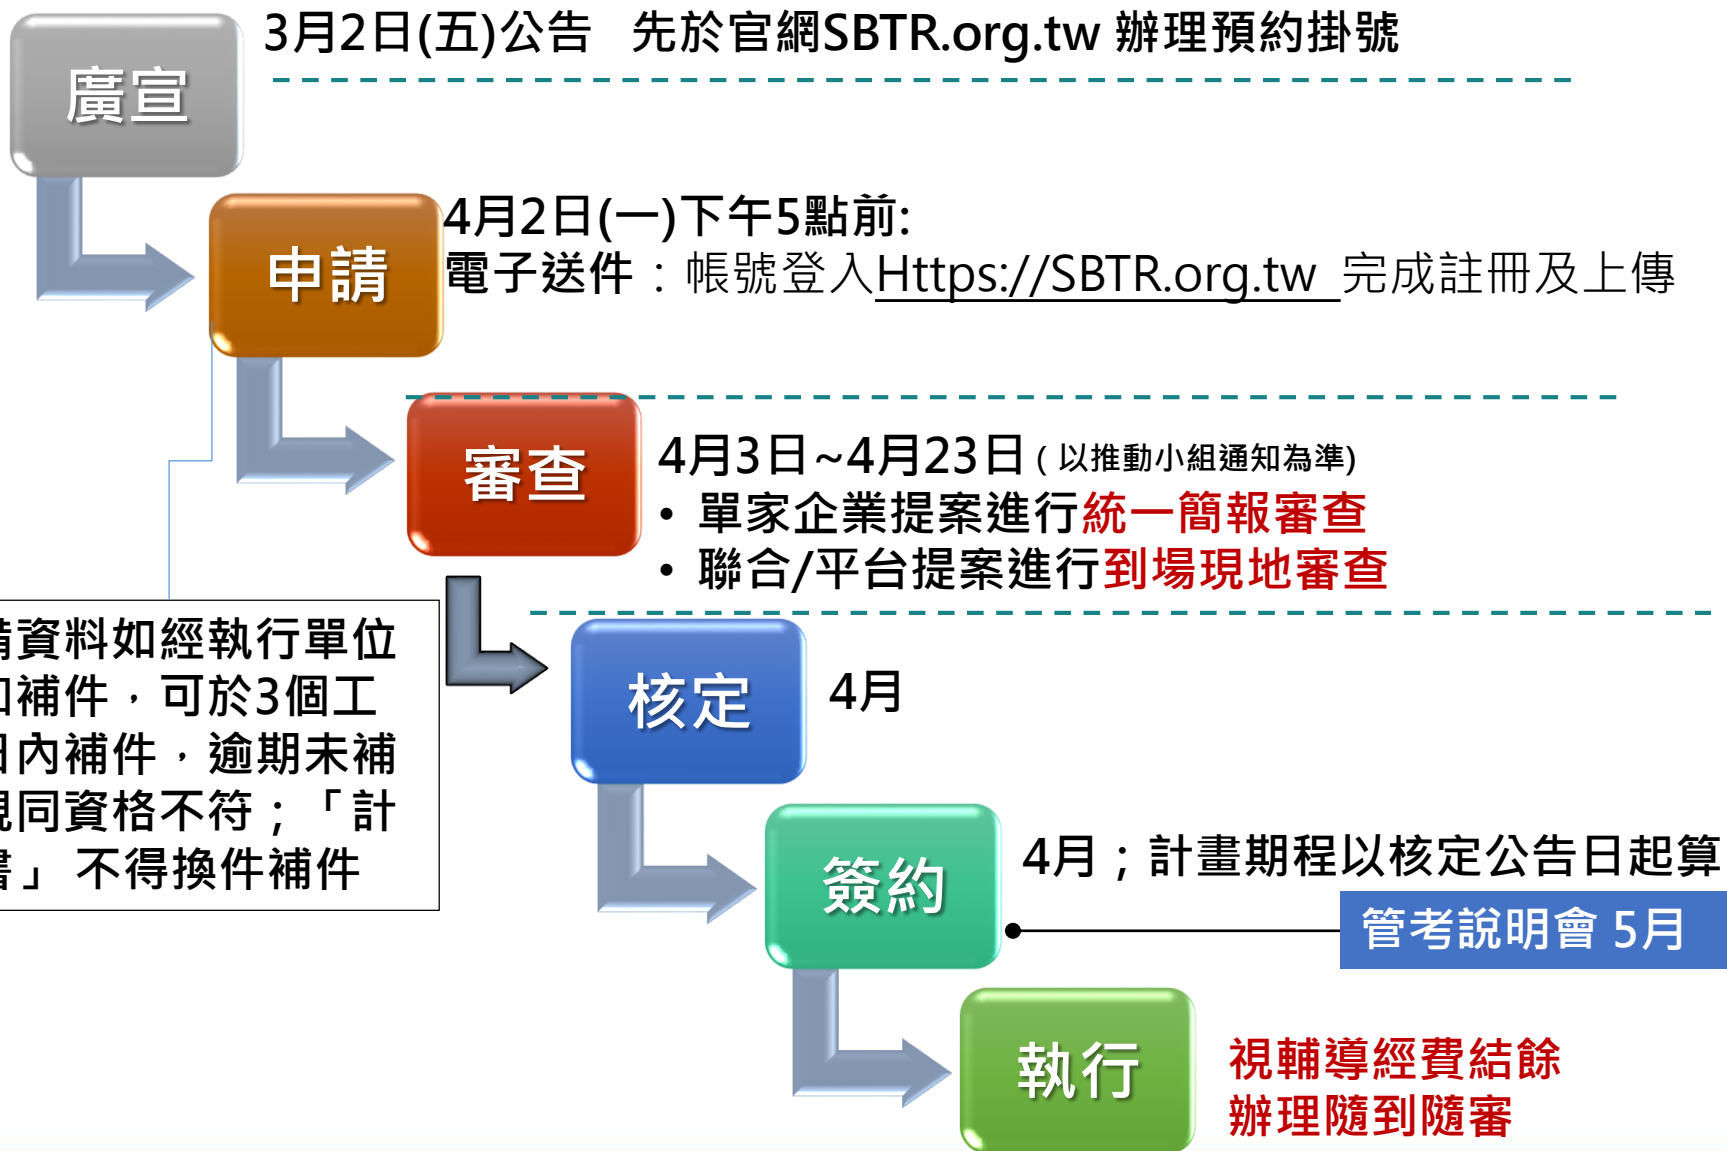 3月2日(五)公告 先於官網SBTR.org.tw 辦理預約掛號
廣宣
4月2日(一)下午5點前:
電子送件：帳號登入Https://SBTR.org.tw 完成註冊及上傳
申請
審查
4月3日~4月23日(以推動小組通知為準)
• 單家企業提案進行統一簡報審查
• 聯合/平台提案進行到場現地審查
資料如經執行單位
補件，可於3個工
內補件，逾期未補
同資格不符；「計
」 不得換件補件
核定
4月
簽約
4月；計畫期程以核定公告日起算
管考說明會 5月
執行
視輔導經費結餘
辦理隨到隨審